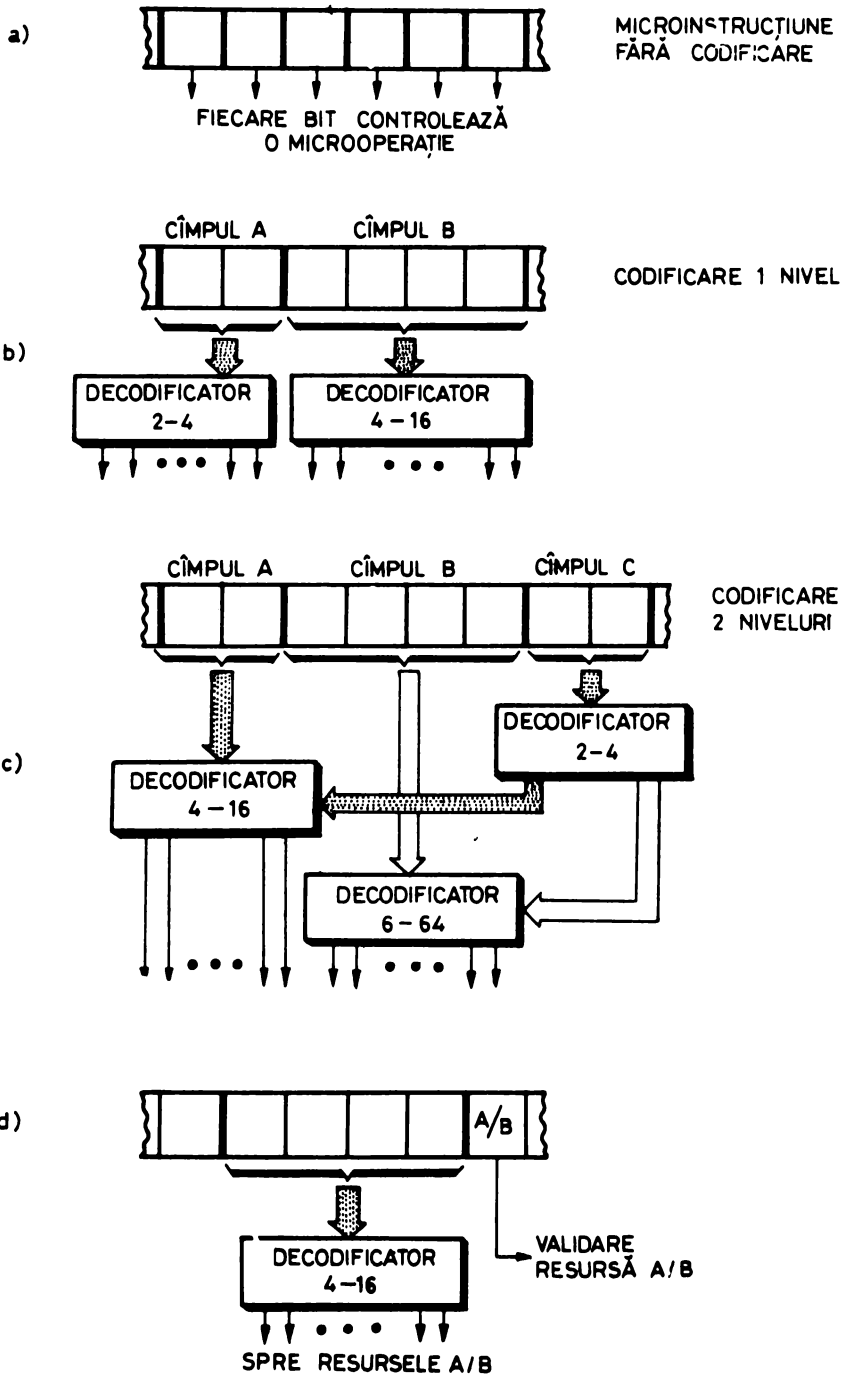 a)
MICROINSTRUCȚIUNE
FĂRĂ CODIFICARE
FIECARE BIT CONTROLEAZĂ
O MICROOPERAȚIE
CÎMPUL A
CÎMPUL B
CODIFICARE 1 NIVEL
b)
DECODIFICATOR
2-4
DECODIFICATOR
4-16
CÎMPUL A
CÎMPUL B
CÎMPUL C
CODIFICARE
2 NIVELURI
DECODIFICATOR
2-4
c)
DECODIFICATOR
4-16
DECODIFICATOR
6-64
d)
A/B
DECODIFICATOR
4-16
VALIDARE
RESURSĂ A/B
SPRE RESURSELE A/B